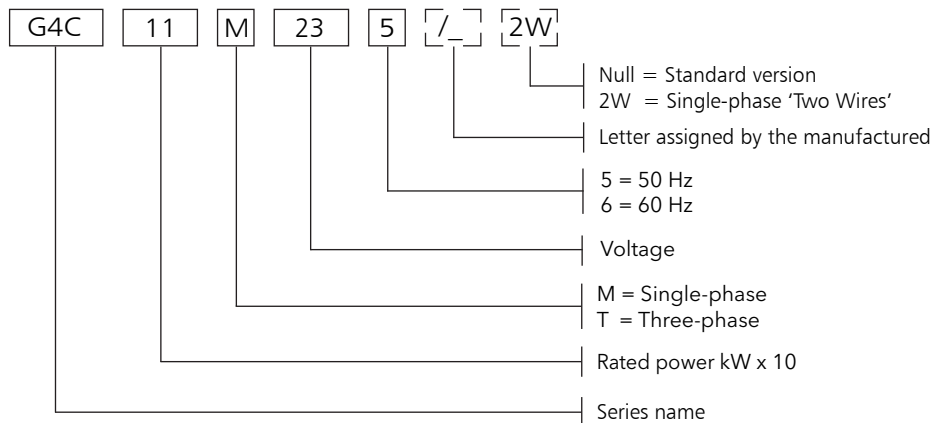 G4C 11 M 23 5 /_ 2W
Null = Standard version
2W = Single-phase ‘Two Wires’
Letter assigned by the manufactured
5 = 50 Hz
6 = 60 Hz
Voltage
M = Single-phase
T = Three-phase
Rated power kW x 10
Series name